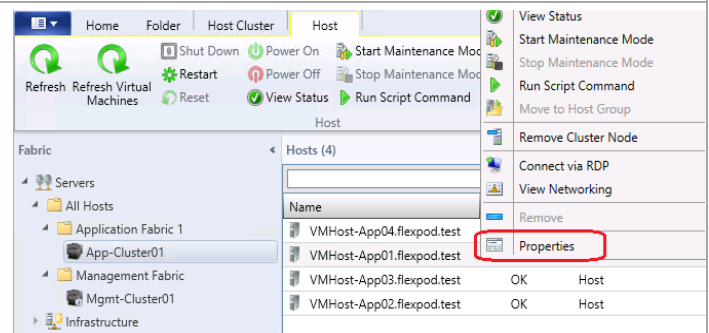 Home Folder Host Cluster Host
Refresh
Refresh Virtual
Machines
Shut Down
Restart
Reset
Power On
Power Off
View Status
Start Maintenance Mod
Stop Maintenance Mod
Run Script Command
Host
View Status
Start Maintenance Mode
Stop Maintenance Mode
Run Script Command
Move to Host Group
Remove Cluster Node
Connect via RDP
View Networking
Remove
Properties
Fabric
Servers
All Hosts
Application Fabric 1
App-Cluster01
Management Fabric
Mgmt-Cluster01
Infrastructure
Hosts (4)
Name
VMHost-App04.flexpod.test
VMHost-App01.flexpod.test
VMHost-App03.flexpod.test OK Host
VMHost-App02.flexpod.test OK Host